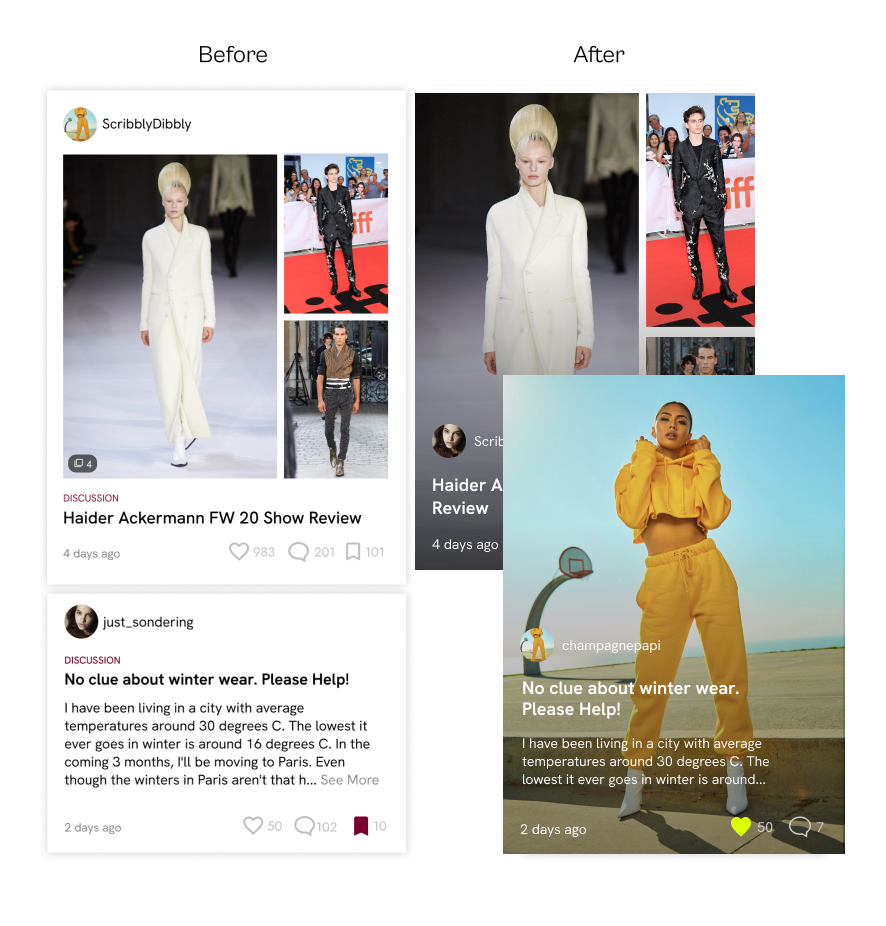 Before
After
ScribblyDibbly
4
DISCUSSION
Haider Ackermann FW 20 Show Review
4 days ago
983
201
101
just_sondering
DISCUSSION
No clue about winter wear. Please Help!
I have been living in a city with average
temperatures around 30 degrees C. The lowest it
ever goes in winter is around 16 degrees C. In the
coming 3 months, I'll be moving to Paris. Even
though the winters in Paris aren't that h... See More
2 days ago
50
102
10
iff
Scrib
Haider A
Review
4 days ago
iff
champagnepapi
No clue about winter wear.
Please Help!
I have been living in a city with average
temperatures around 30 degrees C. The
lowest it ever goes in winter is around...
2 days ago
50
7